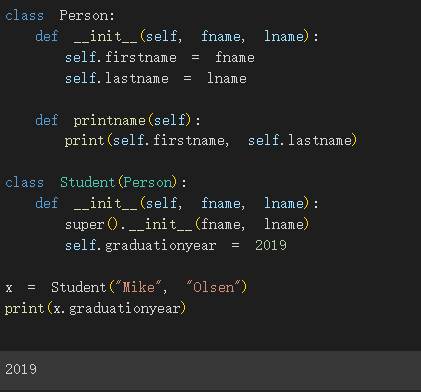 class Person:
    def __init__(self, fname, lname):
        self.firstname = fname
        self.lastname = lname

    def printname(self):
        print(self.firstname, self.lastname)

class Student(Person):
    def __init__(self, fname, lname):
        super().__init__(fname, lname)
        self.graduationyear = 2019

x = Student("Mike", "Olsen")
print(x.graduationyear)

2019